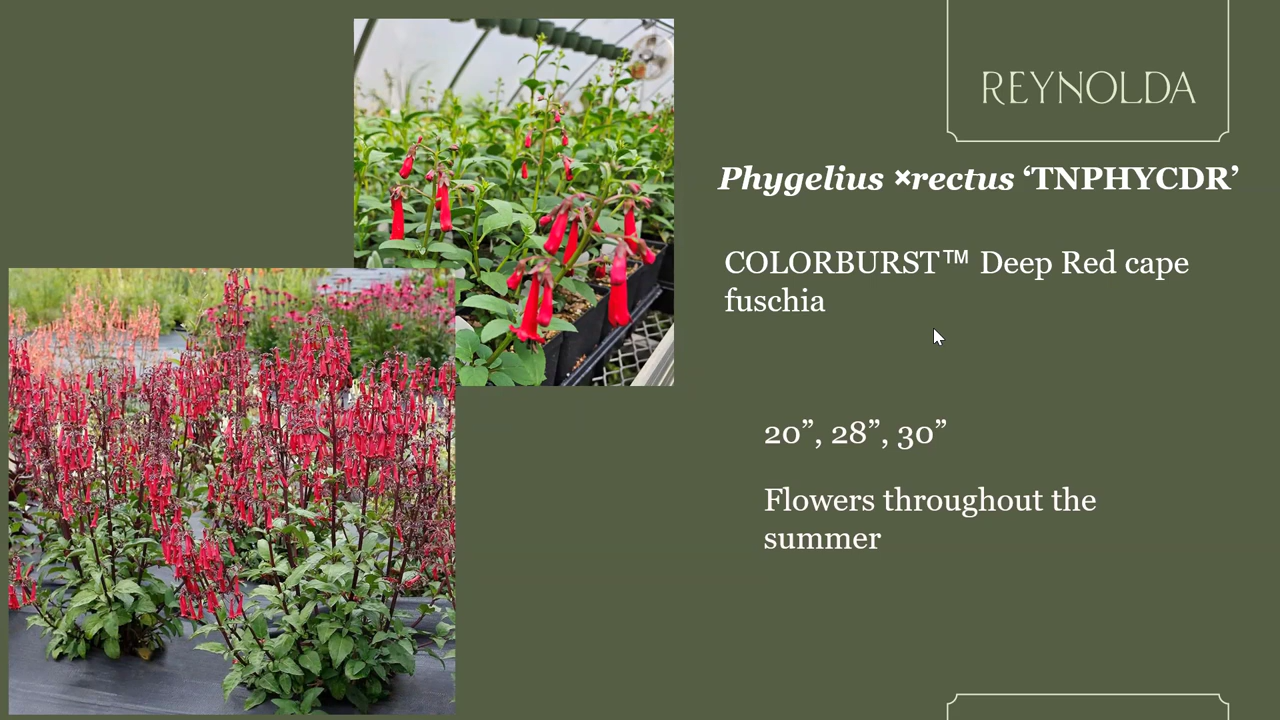 REYNOLDA
Phygelius ×rectus ‘TNPHYCDR’
COLORBURST™ Deep Red cape
fuschia
20”, 28”, 30”
Flowers throughout the
summer